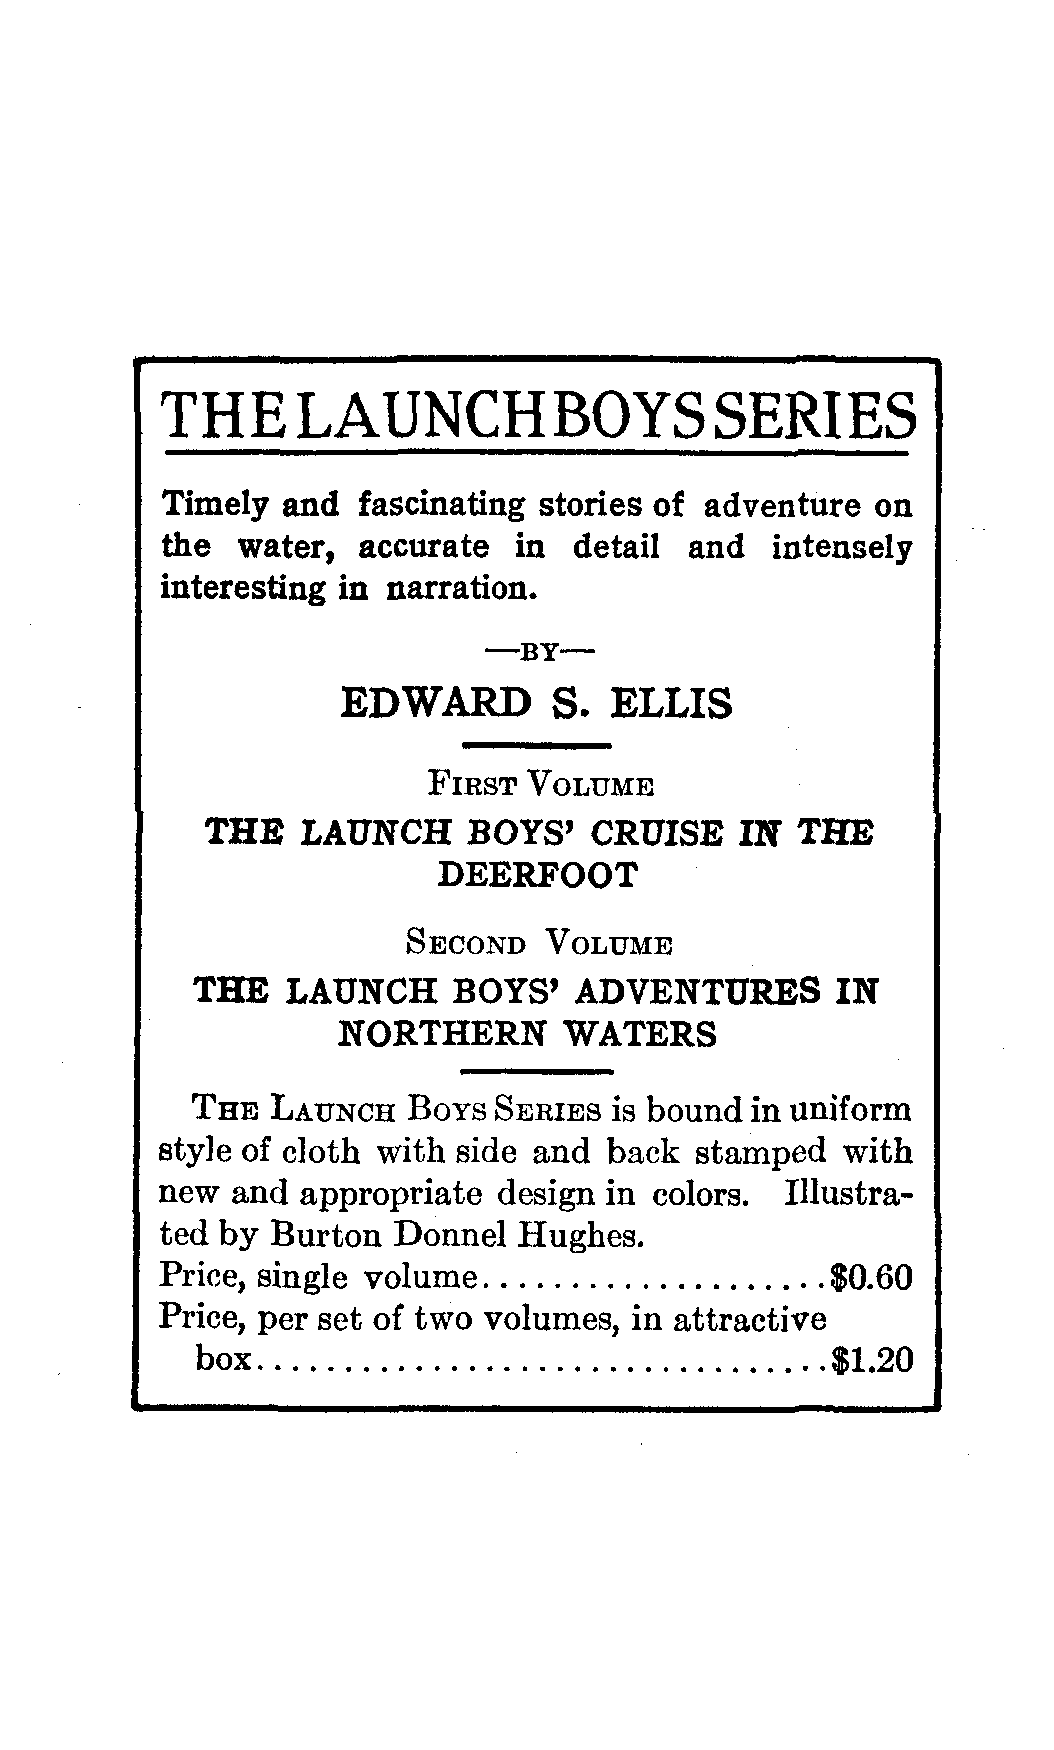 THE LAUNCH BOYS SERIES
Timely and fascinating stories of adventure on
the water, accurate in detail and intensely
interesting in narration.
—BY—
EDWARD S. ELLIS
FIRST VOLUME
THE LAUNCH BOYS' CRUISE IN THE
DEERFOOT
SECOND VOLUME
THE LAUNCH BOYS' ADVENTURES IN
NORTHERN WATERS
THE LAUNCH BOYS SERIES is bound in uniform
style of cloth with side and back stamped with
new and appropriate design in colors. Illustra-
ted by Burton Donnel Hughes.
Price, single volume....................$0.60
Price, per set of two volumes, in attractive
box.................................$1.20